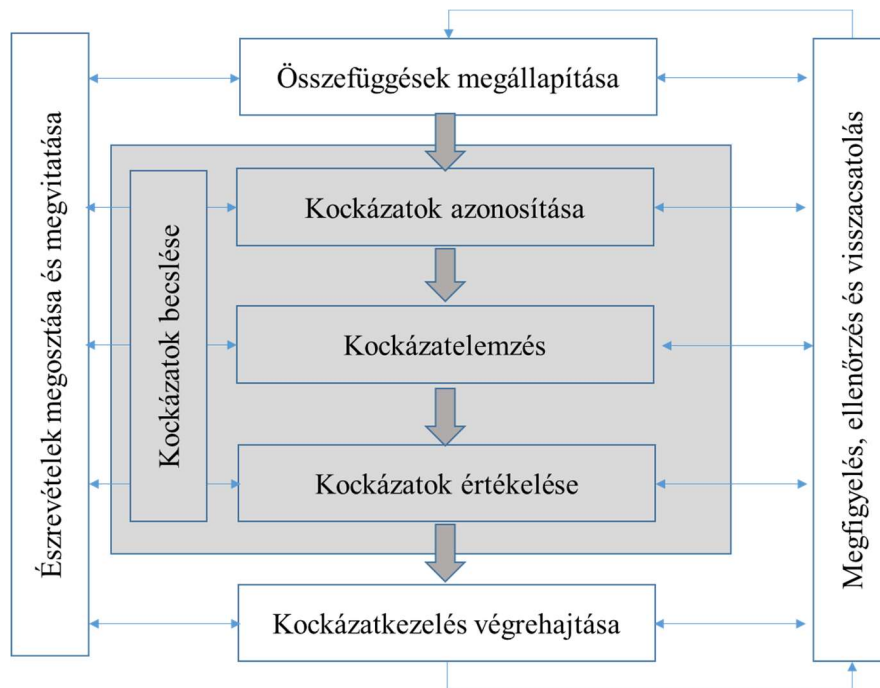 Összefüggések megállapítása
Észrevételek megosztása és megvitatása
Kockázatok becslése
Kockázatok azonosítása
Kockázatelemzés
Kockázatok értékelése
Kockázatkezelés végrehajtása
Megfigyelés, ellenőrzés és visszacsatolás